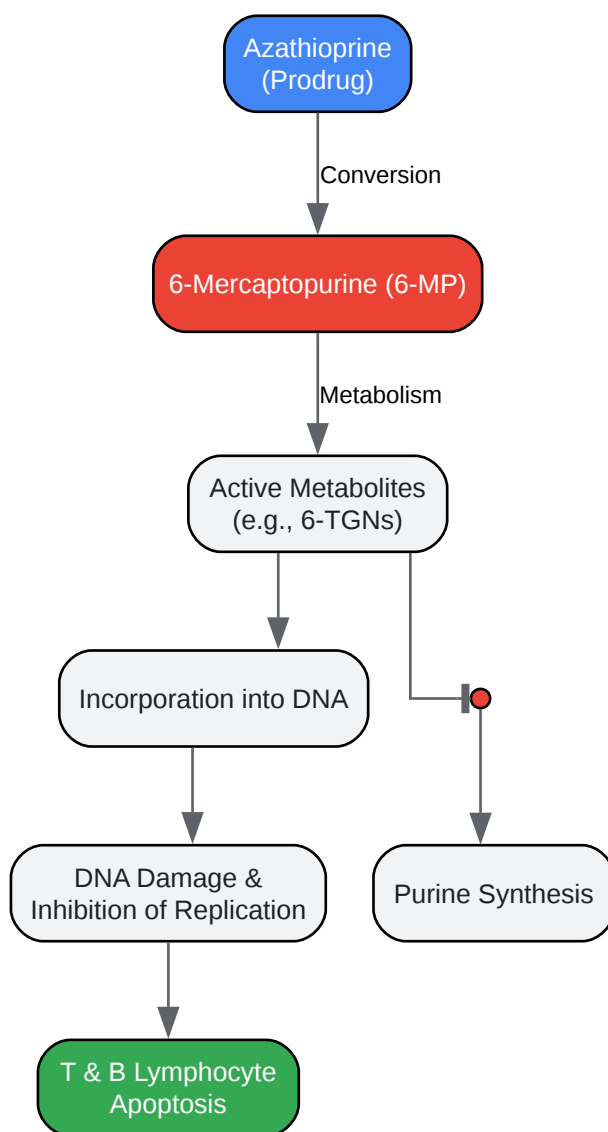 Azathioprine
(Prodrug)
Conversion
6-Mercaptopurine (6-MP)
Metabolism
Active Metabolites
(e.g., 6-TGNs)
Incorporation into DNA
DNA Damage &
Inhibition of Replication
Purine Synthesis
T & B Lymphocyte
Apoptosis